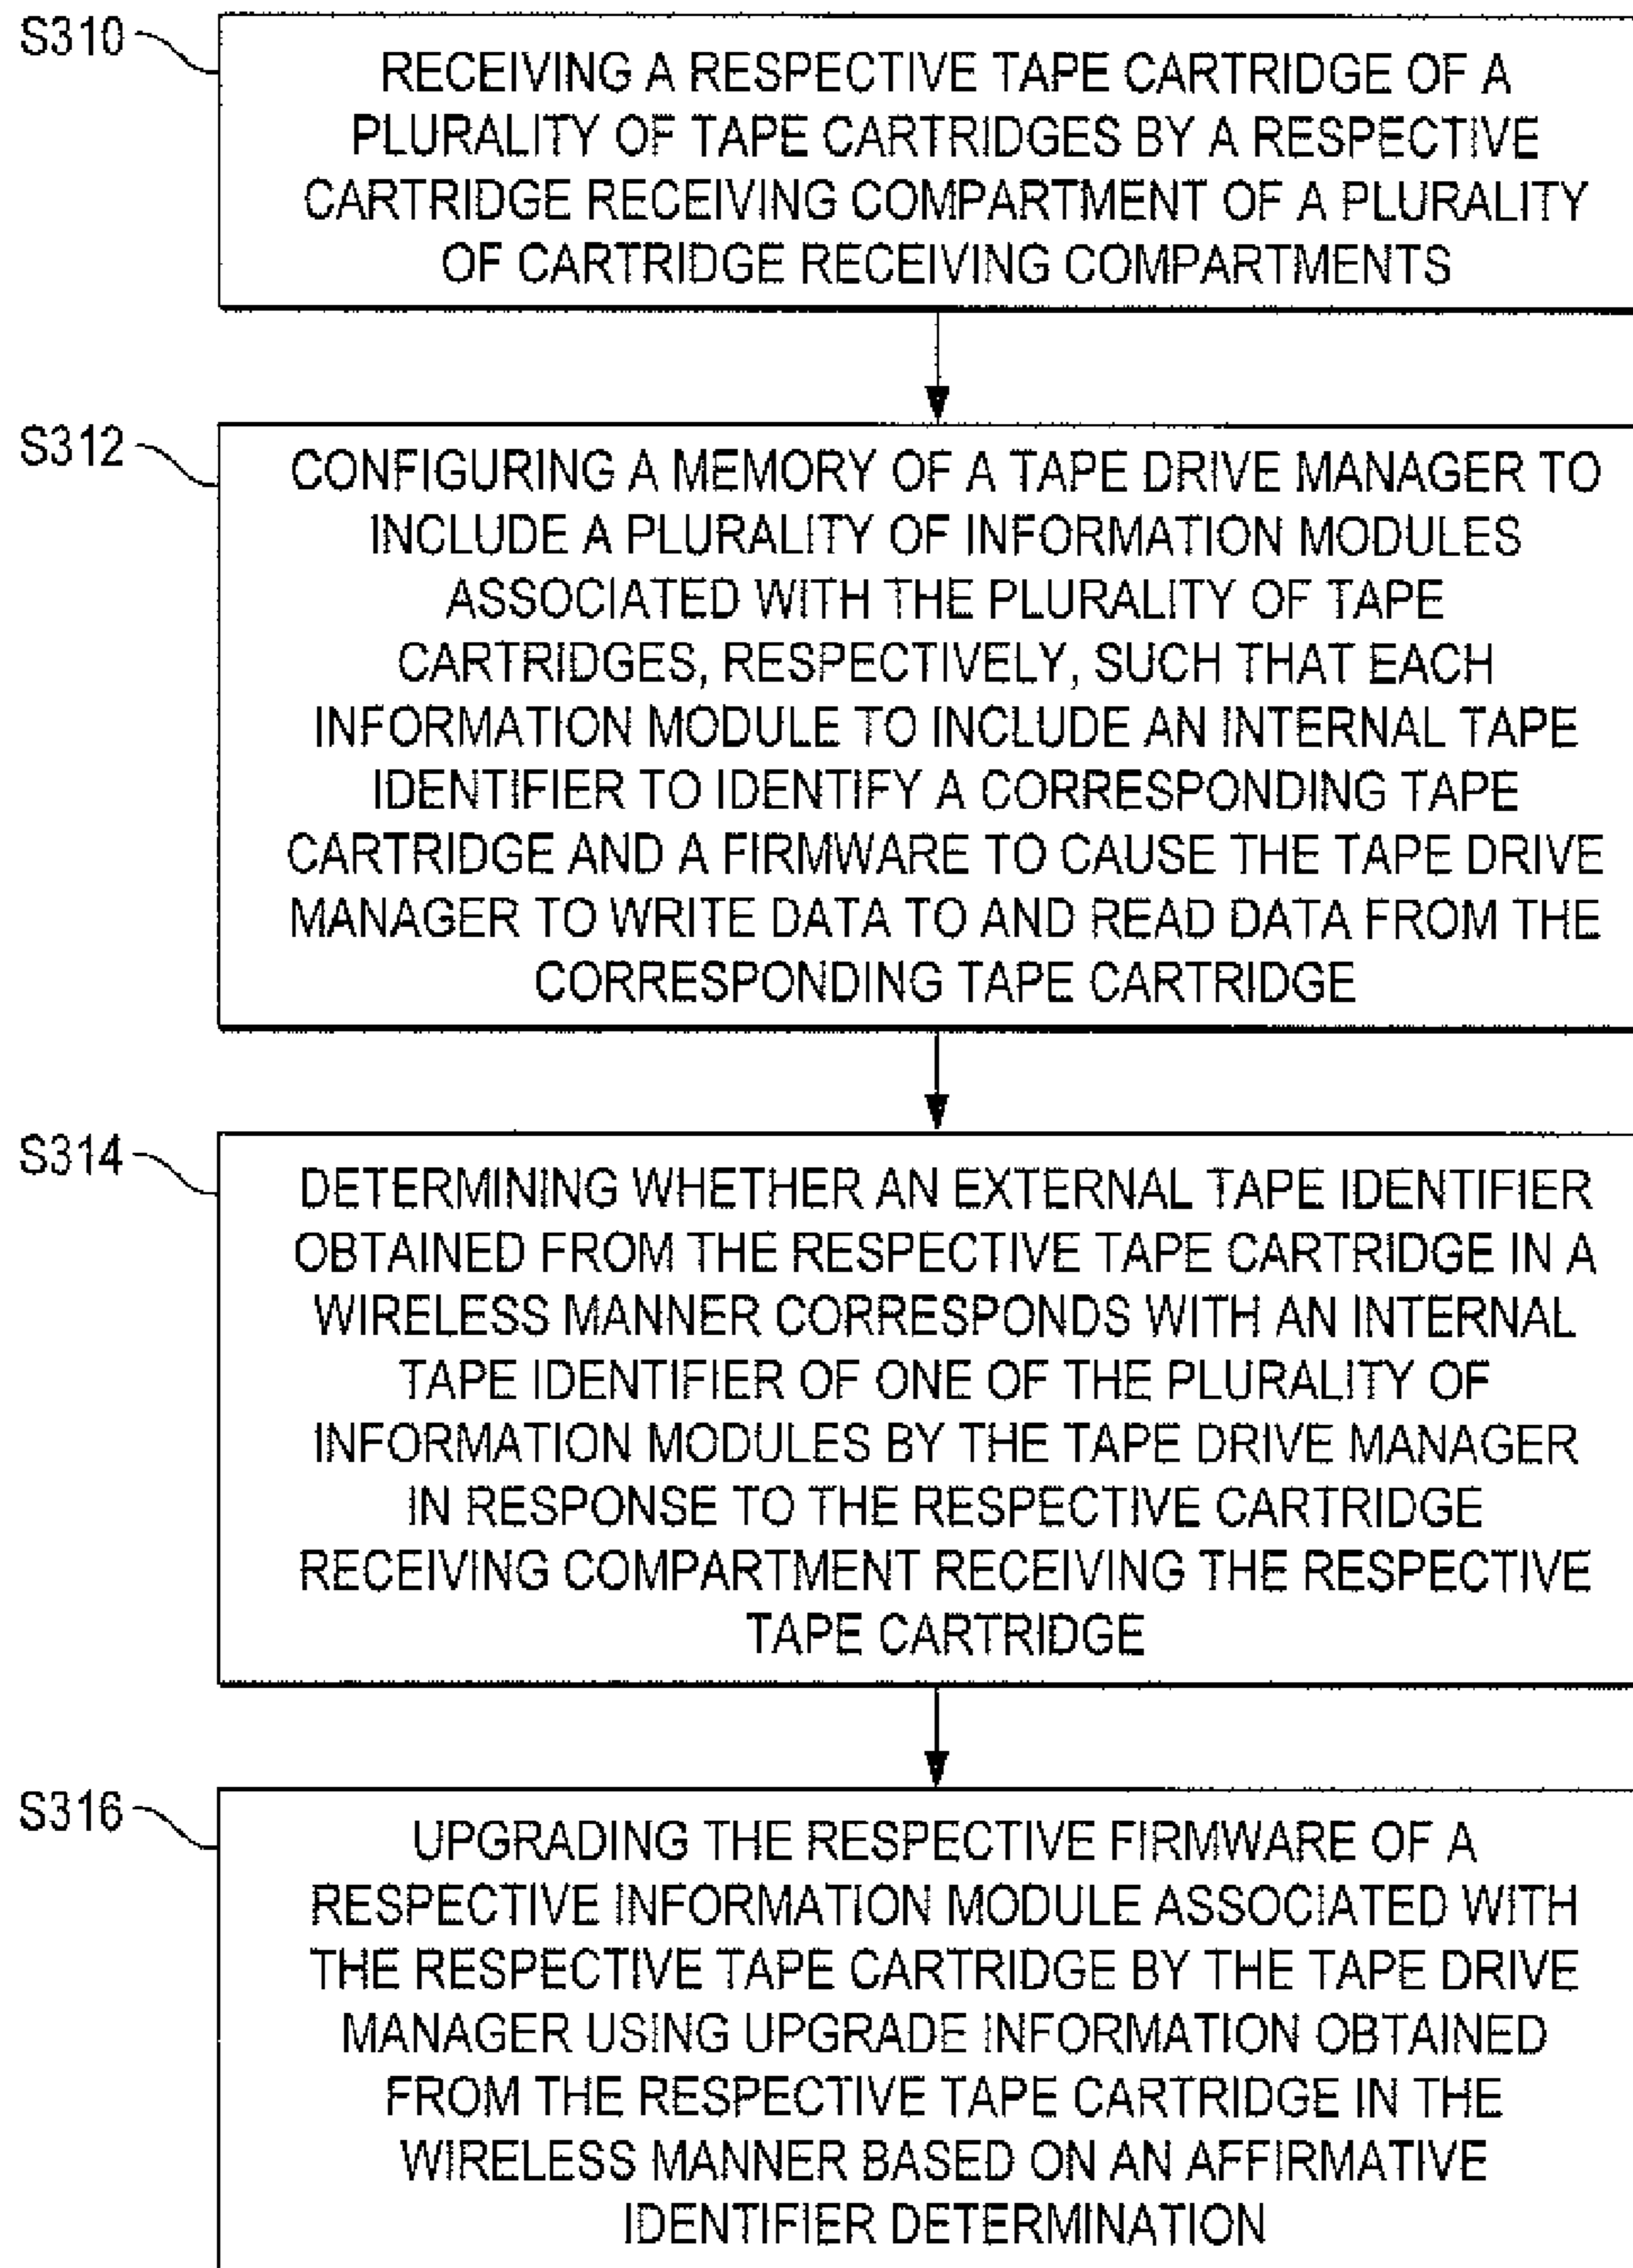 S310
RECEIVING A RESPECTIVE TAPE CARTRIDGE OF A
PLURALITY OF TAPE CARTRIDGES BY A RESPECTIVE
CARTRIDGE RECEIVING COMPARTMENT OF A PLURALITY
OF CARTRIDGE RECEIVING COMPARTMENTS
S312
CONFIGURING A MEMORY OF A TAPE DRIVE MANAGER TO
INCLUDE A PLURALITY OF INFORMATION MODULES
ASSOCIATED WITH THE PLURALITY OF TAPE
CARTRIDGES, RESPECTIVELY, SUCH THAT EACH
INFORMATION MODULE TO INCLUDE AN INTERNAL TAPE
IDENTIFIER TO IDENTIFY A CORRESPONDING TAPE
CARTRIDGE AND A FIRMWARE TO CAUSE THE TAPE DRIVE
MANAGER TO WRITE DATA TO AND READ DATA FROM THE
CORRESPONDING TAPE CARTRIDGE
S314
DETERMINING WHETHER AN EXTERNAL TAPE IDENTIFIER
OBTAINED FROM THE RESPECTIVE TAPE CARTRIDGE IN A
WIRELESS MANNER CORRESPONDS WITH AN INTERNAL
TAPE IDENTIFIER OF ONE OF THE PLURALITY OF
INFORMATION MODULES BY THE TAPE DRIVE MANAGER
IN RESPONSE TO THE RESPECTIVE CARTRIDGE
RECEIVING COMPARTMENT RECEIVING THE RESPECTIVE
TAPE CARTRIDGE
S316
UPGRADING THE RESPECTIVE FIRMWARE OF A
RESPECTIVE INFORMATION MODULE ASSOCIATED WITH
THE RESPECTIVE TAPE CARTRIDGE BY THE TAPE DRIVE
MANAGER USING UPGRADE INFORMATION OBTAINED
FROM THE RESPECTIVE TAPE CARTRIDGE IN THE
WIRELESS MANNER BASED ON AN AFFIRMATIVE
IDENTIFIER DETERMINATION